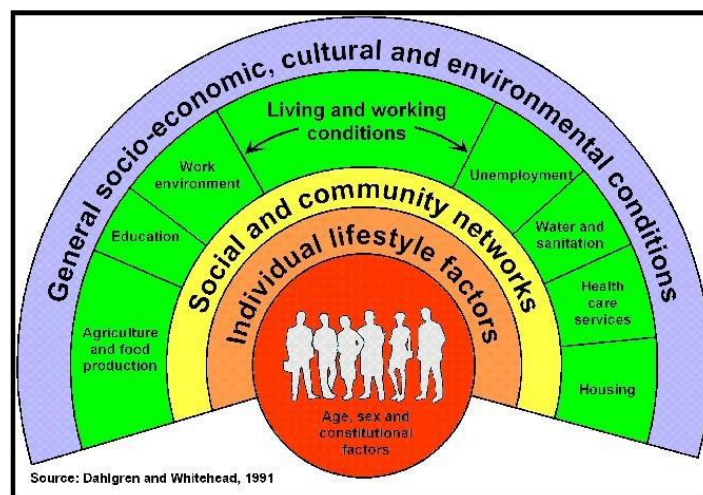 General socio-economic, cultural and environmental conditions
Living and working
conditions
Work
environment
Unemployment
Education
Water and
sanitation
Agriculture
and food
production
Health
care
services
Housing
Social and community networks
Individual lifestyle factors
Age, sex and
constitutional
factors
Source: Dahlgren and Whitehead, 1991